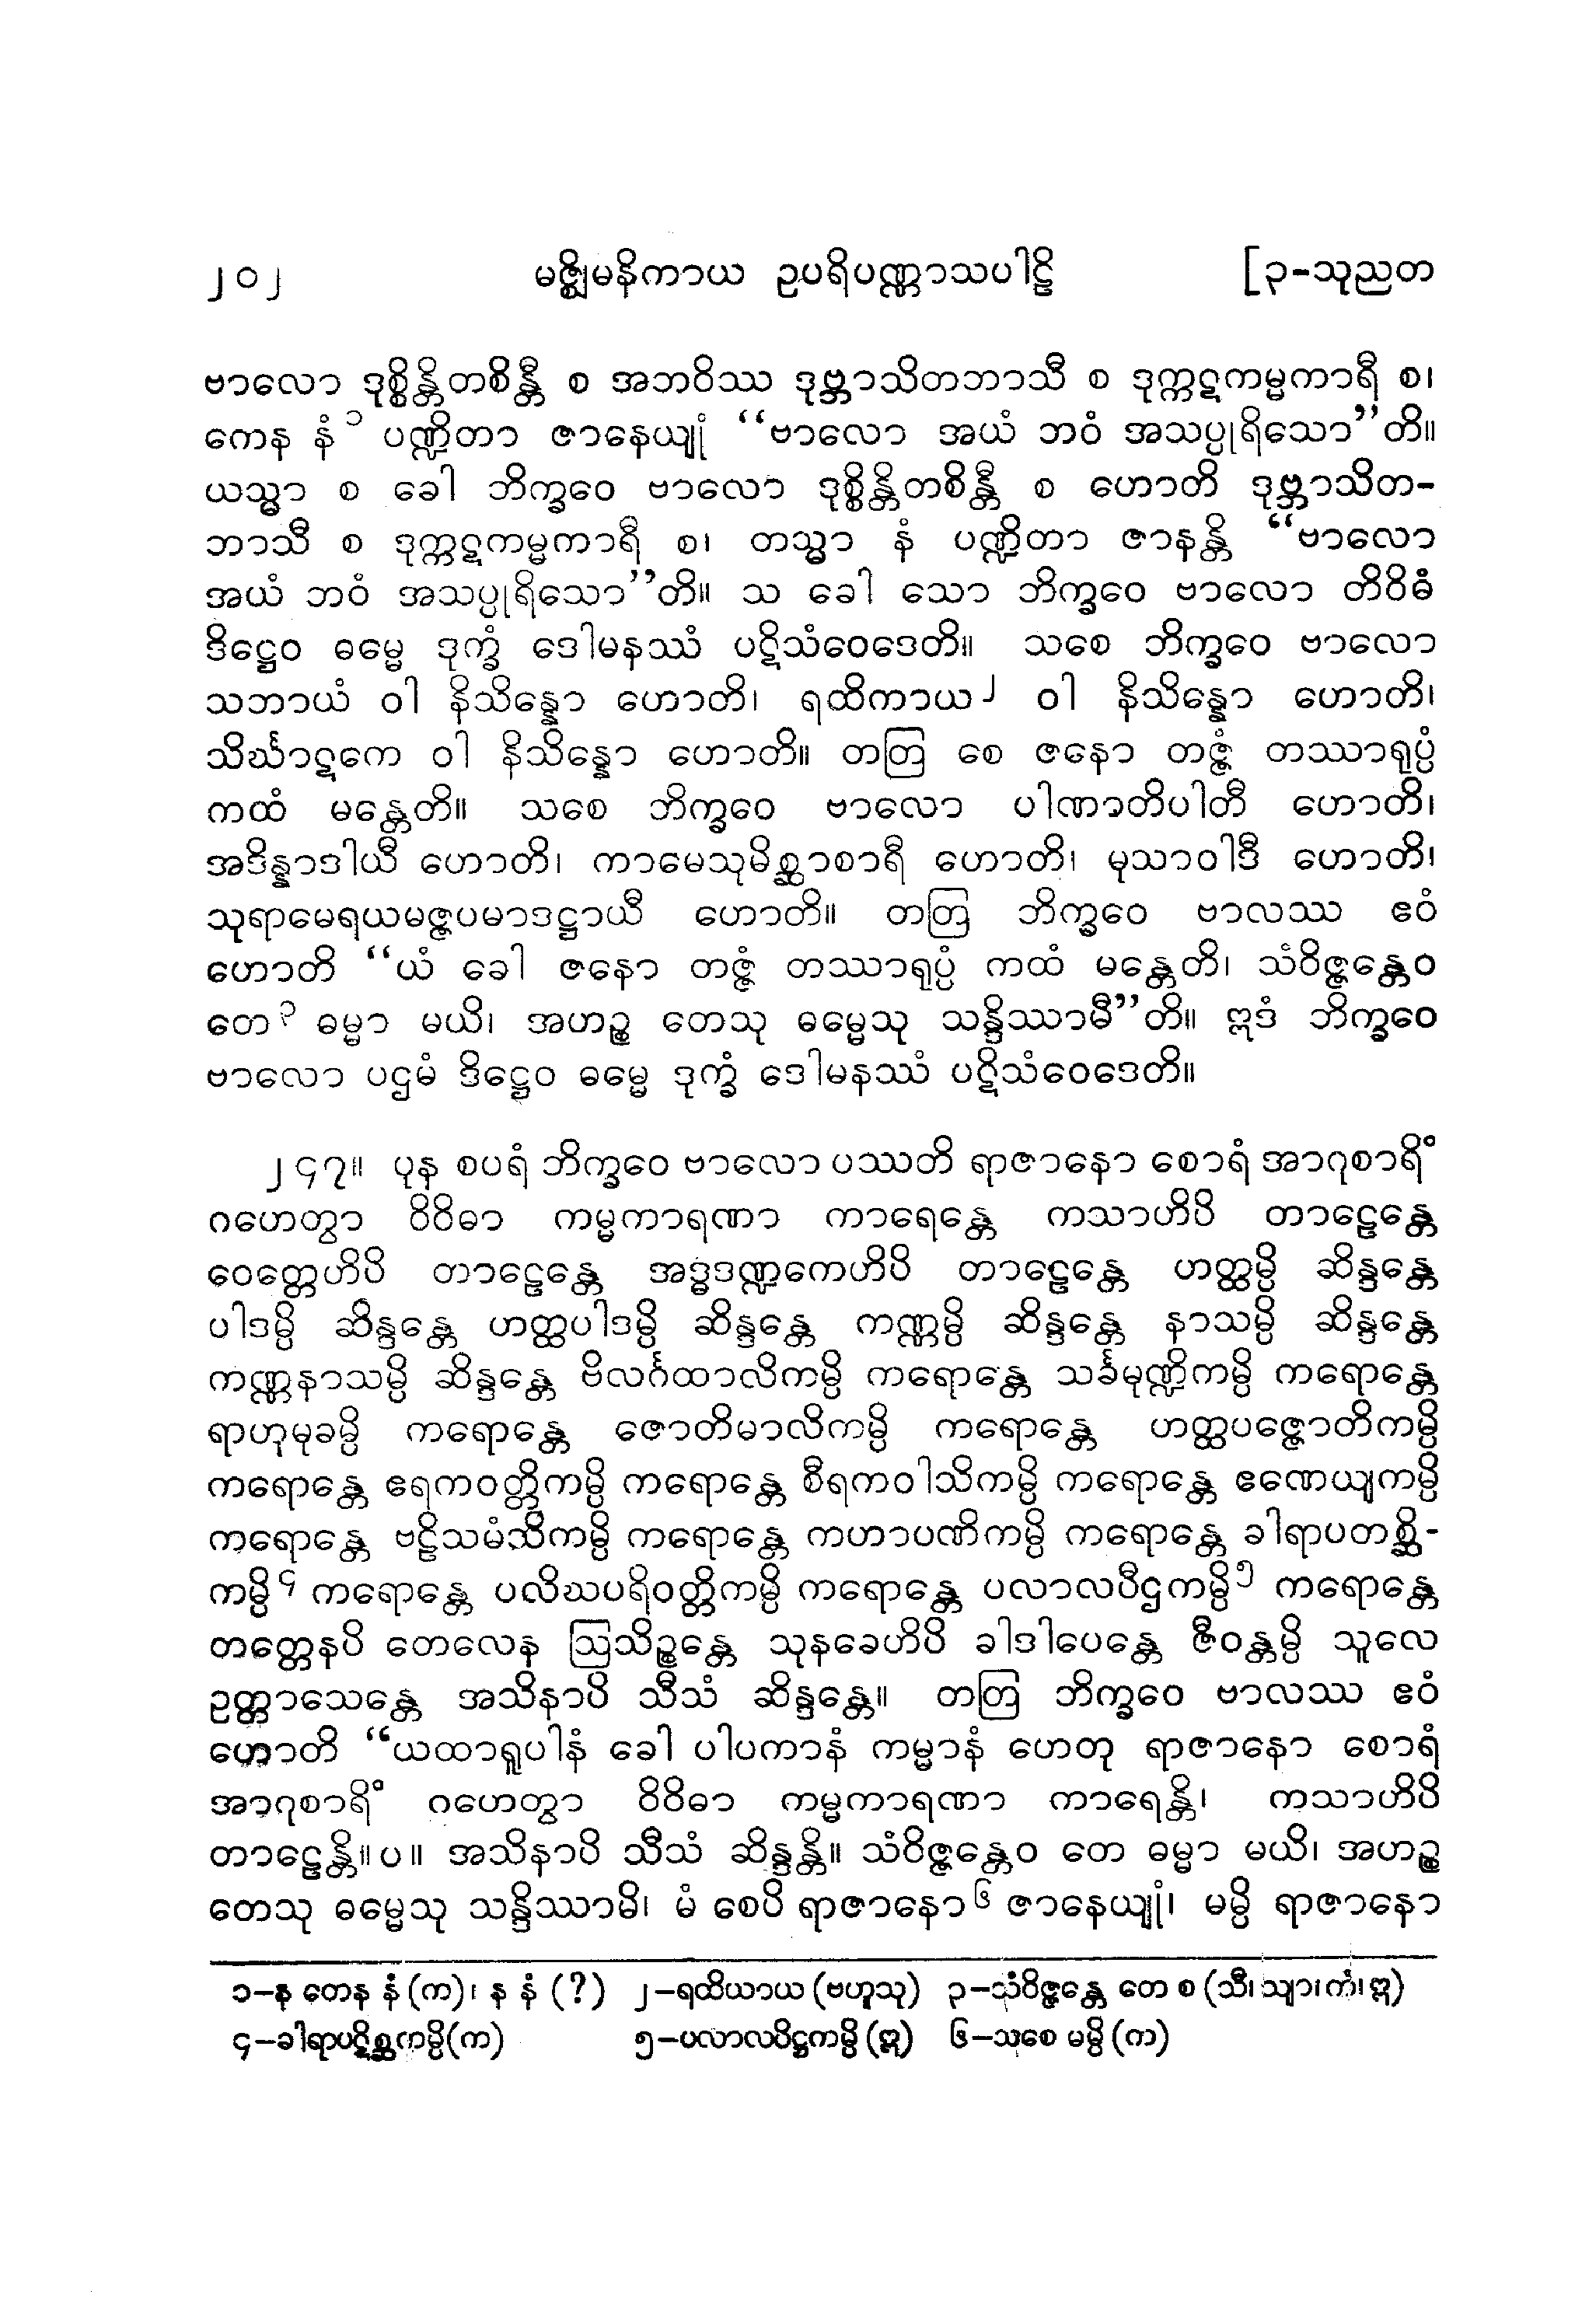 ၂၀၂ မဇ္ဈိမနိကာယ ဥပရိပဏ္ဏာသပါဠိ [၃-သုညတ
ဗာလော ဒုစ္စိန္တိတစိန္တီ စ အဘဝိဿ ဒုဗ္ဘာသိတဘာသီ စ ဒုက္ကဋကမ္မကာရီ စ၊
ကေန နံ ၁ ပဏ္ဍိတာ ဇာနေယျုံ “ဗာလော အယံ ဘဝံ အသပ္ပုရိသော”တိ။
ယသ္မာ စ ခေါ ဘိက္ခဝေ ဗာလော ဒုစ္စိန္တိတစိန္တီ စ ဟောတိ ဒုဗ္ဘာသိတ-
ဘာသီ စ ဒုက္ကဋကမ္မကာရီ စ၊ တသ္မာ နံ ပဏ္ဍိတာ ဇာနန္တိ “ဗာလော
အယံ ဘဝံ အသပ္ပုရိသော”တိ။ သ ခေါ သော ဘိက္ခဝေ ဗာလော တိဝိဓံ
ဒိဋ္ဌေဝ ဓမ္မေ ဒုက္ခံ ဒေါမနဿံ ပဋိသံဝေဒေတိ။ သစေ ဘိက္ခဝေ ဗာလော
သဘာယံ ဝါ နိသိန္နော ဟောတိ၊ ရထိကာယ ၂ ဝါ နိသိန္နော ဟောတိ၊
သိင်္ဃာဋကေ ဝါ နိသိန္နော ဟောတိ။ တတြ စေ ဇနော တဇ္ဇံ တဿာရုပ္ပံ
ကထံ မန္တေတိ။ သစေ ဘိက္ခဝေ ဗာလော ပါဏာတိပါတီ ဟောတိ၊
အဒိန္နာဒါယီ ဟောတိ၊ ကာမေသုမိစ္ဆာစာရီ ဟောတိ၊ မုသာဝါဒီ ဟောတိ၊
သုရာမေရယမဇ္ဇပမာဒဋ္ဌာယီ ဟောတိ။ တတြ ဘိက္ခဝေ ဗာလဿ ဧဝံ
ဟောတိ “ယံ ခေါ ဇနော တဇ္ဇံ တဿာရုပ္ပံ ကထံ မန္တေတိ၊ သံဝိဇ္ဇန္တေဝ
တေ ၃ ဓမ္မာ မယိ၊ အဟဉ္စ တေသု ဓမ္မေသု သန္ဒိဿာမီ”တိ။ ဣဒံ ဘိက္ခဝေ
ဗာလော ပဌမံ ဒိဋ္ဌေဝ ဓမ္မေ ဒုက္ခံ ဒေါမနဿံ ပဋိသံဝေဒေတိ။
၂၄၇။ ပုန စပရံ ဘိက္ခဝေ ဗာလော ပဿတိ ရာဇာနော စောရံ အာဂုစာရိံ
ဂဟေတွာ ဝိဝိဓာ ကမ္မကာရဏာ ကာရေန္တေ ကသာဟိပိ တာဠေန္တေ
ဝေတ္တေဟိပိ တာဠေန္တေ အဒ္ဓဒဏ္ဍကေဟိပိ တာဠေန္တေ ဟတ္ထမ္ပိ ဆိန္ဒန္တေ
ပါဒမ္ပိ ဆိန္ဒန္တေ ဟတ္ထပါဒမ္ပိ ဆိန္ဒန္တေ ကဏ္ဏမ္ပိ ဆိန္ဒန္တေ နာသမ္ပိ ဆိန္ဒန္တေ
ကဏ္ဏနာသမ္ပိ ဆိန္ဒန္တေ ဗိလင်္ဂထာလိကမ္ပိ ကရောန္တေ သင်္ခမုဏ္ဍိကမ္ပိ ကရောန္တေ
ရာဟုမုခမ္ပိ ကရောန္တေ ဇောတိမာလိကမ္ပိ ကရောန္တေ ဟတ္ထပဇ္ဇောတိကမ္ပိ
ကရောန္တေ ဧရကဝတ္တိကမ္ပိ ကရောန္တေ စီရကဝါသိကမ္ပိ ကရောန္တေ ဧဏေယျကမ္ပိ
ကရောန္တေ ဗဠိသမံသိကမ္ပိ ကရောန္တေ ကဟာပဏိကမ္ပိ ကရောန္တေ ခါရာပတစ္ဆိ-
ကမ္ပိ ၄ ကရောန္တေ ပလိဃပရိဝတ္တိကမ္ပိ ကရောန္တေ ပလာလပီဌကမ္ပိ ၅ ကရောန္တေ
တတ္တေနပိ တေလေန ဩသိဉ္စန္တေ သုနခေဟိပိ ခါဒါပေန္တေ ဇီဝန္တမ္ပိ သူလေ
ဥတ္တာသေန္တေ အသိနာပိ သီသံ ဆိန္ဒန္တေ။ တတြ ဘိက္ခဝေ ဗာလဿ ဧဝံ
ဟောတိ “ယထာရူပါနံ ခေါ ပါပကာနံ ကမ္မာနံ ဟေတု ရာဇာနော စောရံ
အာဂုစာရိံ ဂဟေတွာ ဝိဝိဓာ ကမ္မကာရဏာ ကာရေန္တိ၊ ကသာဟိပိ
တာဠေန္တိ။ပ။ အသိနာပိ သီသံ ဆိန္ဒန္တိ။ သံဝိဇ္ဇန္တေဝ တေ ဓမ္မာ မယိ၊ အဟဉ္စ
တေသု ဓမ္မေသု သန္ဒိဿာမိ၊ မံ စေပိ ရာဇာနော ၆ ဇာနေယျုံ၊ မမ္ပိ ရာဇာနော
၁–န တေန နံ (က)၊ န နံ (?) ၂–ရထိယာယ (ဗဟူသု) ၃–သံဝိဇ္ဇန္တေ တေ စ (သီ၊သျာ၊ကံ၊ဣ)
၄–ခါရာပဋိစ္ဆကမ္ပိ(က) ၅–ပလာလပိဋ္ဌကမ္ပိ (ဣ) ၆–သစေ မမ္ပိ (က)